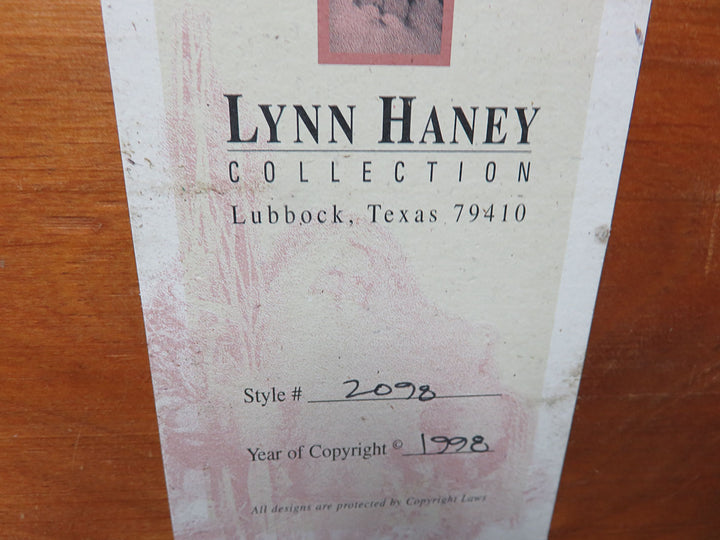 LYNN HANEY
COLLECTION
Lubbock, Texas 79410
Style # 2098
Year of Copyright © 1998
All designs are protected by Copyright Laws